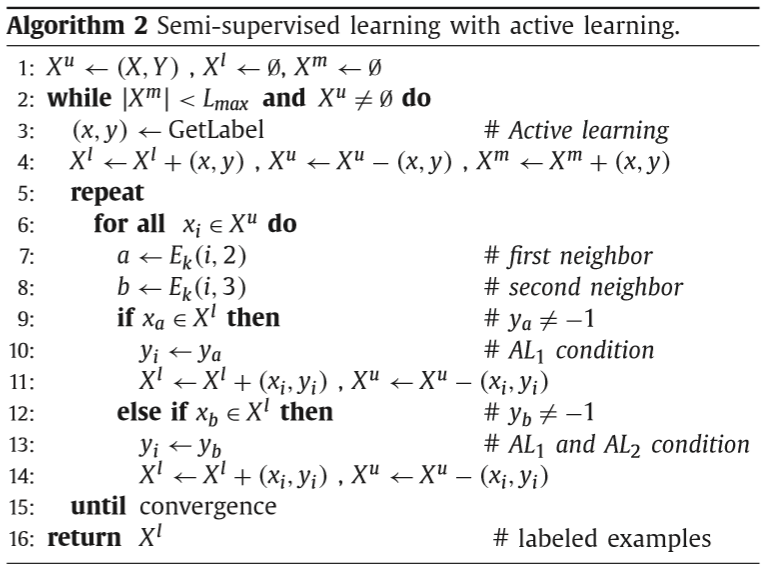 Algorithm 2 Semi-supervised learning with active learning.
1: X^u ← (X, Y) , X^l ← ∅, X^m ← ∅
2: while |X^m| < L_max and X^u ≠ ∅ do
3: (x, y) ← GetLabel # Active learning
4: X^l ← X^l + (x, y) , X^u ← X^u − (x, y) , X^m ← X^m + (x, y)
5: repeat
6: for all x_i ∈ X^u do
7: a ← E_k(i, 2) # first neighbor
8: b ← E_k(i, 3) # second neighbor
9: if x_a ∈ X^l then # y_a ≠ −1
10: y_i ← y_a # AL_1 condition
11: X^l ← X^l + (x_i, y_i) , X^u ← X^u − (x_i, y_i)
12: else if x_b ∈ X^l then # y_b ≠ −1
13: y_i ← y_b # AL_1 and AL_2 condition
14: X^l ← X^l + (x_i, y_i) , X^u ← X^u − (x_i, y_i)
15: until convergence
16: return X^l # labeled examples